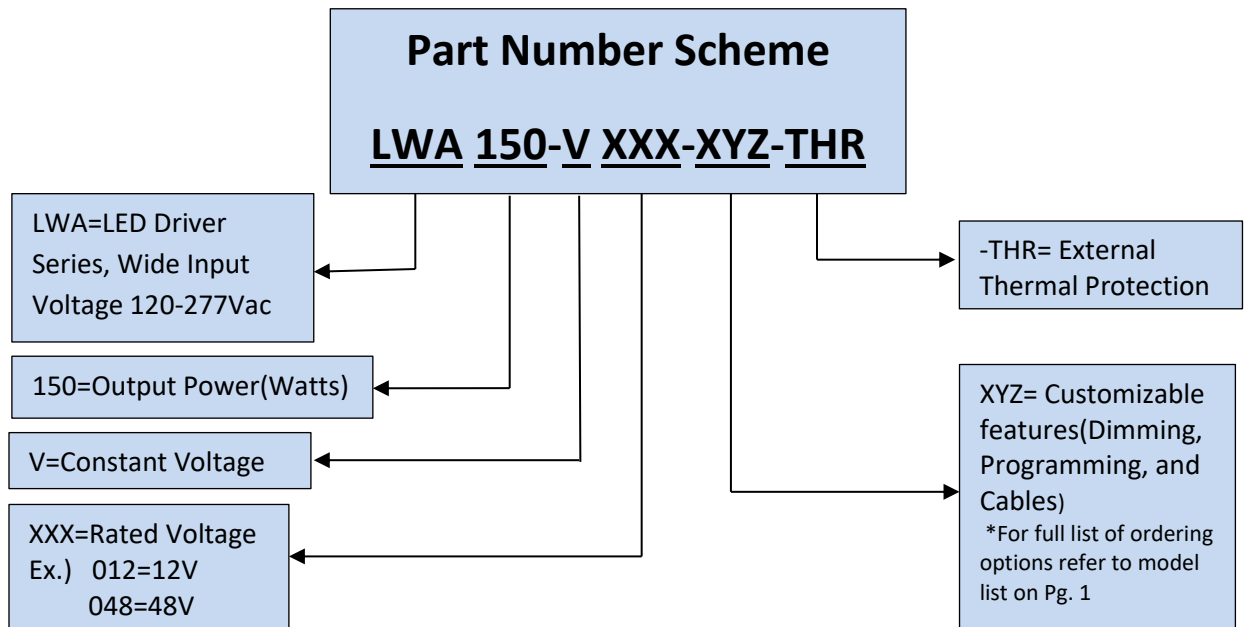 Part Number Scheme
LWA 150-V XXX-XYZ-THR
LWA=LED Driver
Series, Wide Input
Voltage 120-277Vac
150=Output Power(Watts)
V=Constant Voltage
XXX=Rated Voltage
Ex.) 012=12V
048=48V
-THR= External
Thermal Protection
XYZ= Customizable
features(Dimming,
Programming, and
Cables)
*For full list of ordering
options refer to model
list on Pg. 1